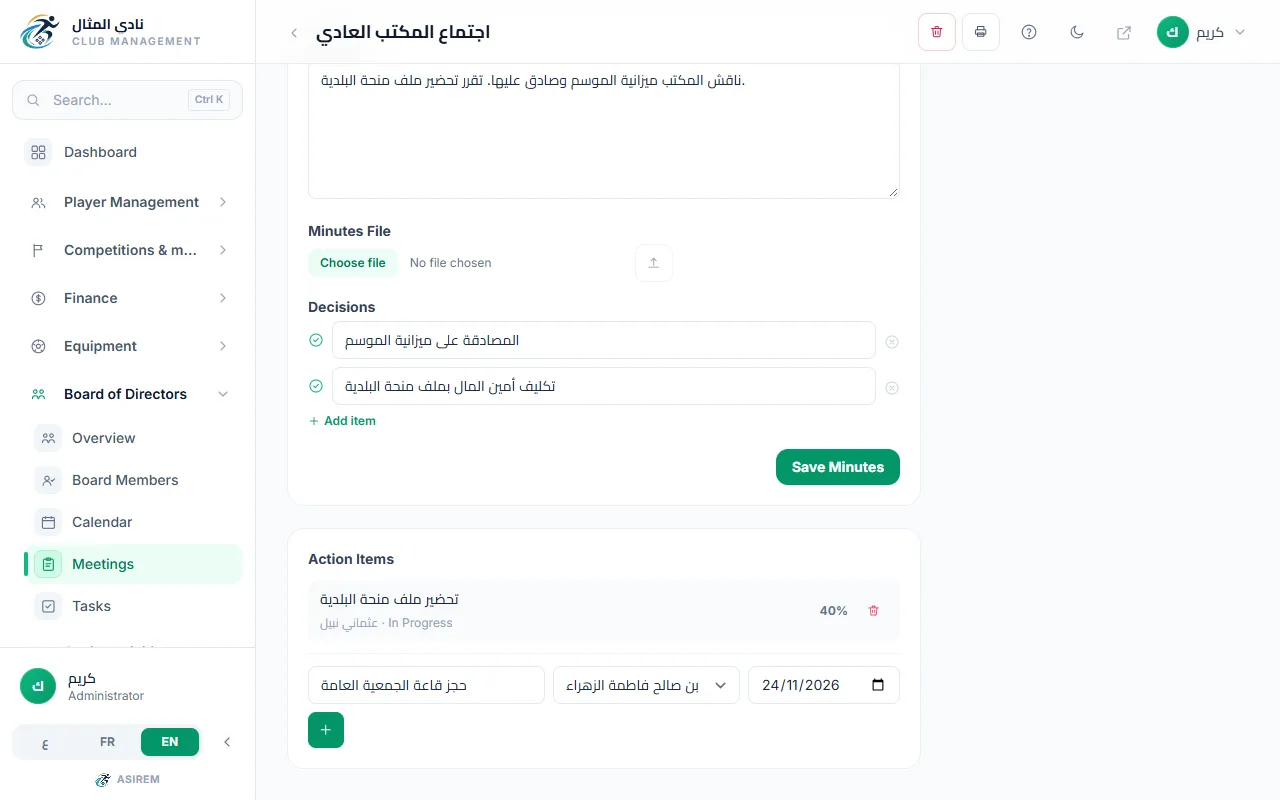 نادي المثال
CLUB MANAGEMENT
Search...
Ctrl K
Dashboard
Player Management
Competitions & m...
Finance
Equipment
Board of Directors
Overview
Board Members
Calendar
Meetings
Tasks
كريم
Administrator
ع
FR
EN
ASIREM
اجتماع المكتب العادي
ك
كريم
ناقش المكتب ميزانية الموسم وصادق عليها. تقرر تحضير ملف منحة البلدية.
Minutes File
Choose file
No file chosen
Decisions
المصادقة على ميزانية الموسم
تكليف أمين المال بملف منحة البلدية
+ Add item
Save Minutes
Action Items
تحضير ملف منحة البلدية
عثماني نبيل · In Progress
40%
حجز قاعة الجمعية العامة
بن صالح فاطمة الزهراء
24/11/2026
+